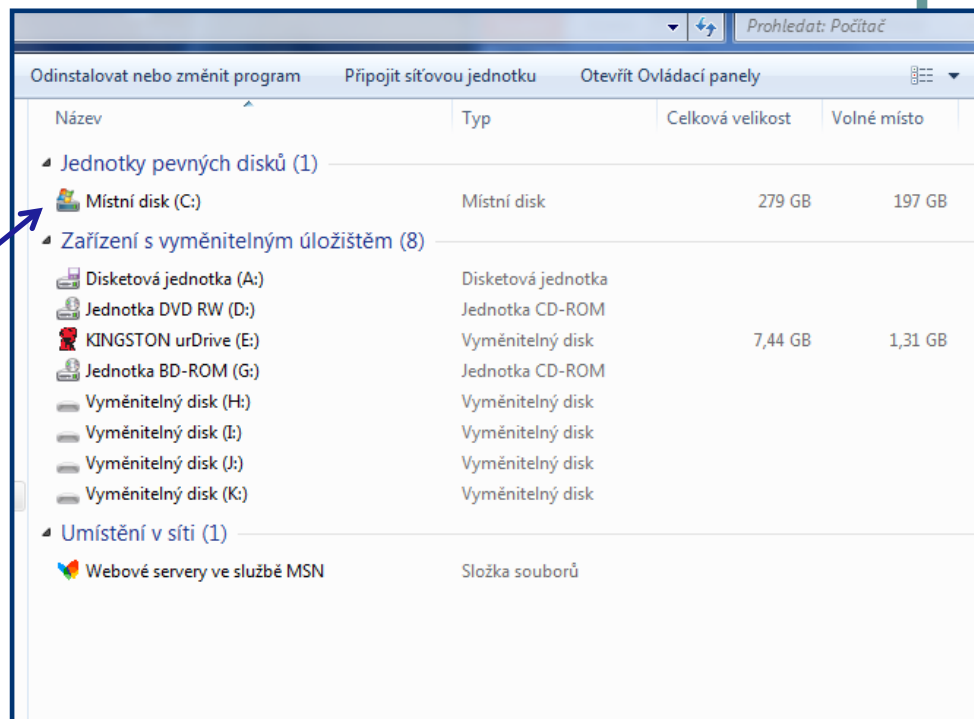 Prohledat: Počítač
Odinstalovat nebo změnit program Připojit síťovou jednotku Otevřít Ovládací panely
Název Typ Celková velikost Volné místo
Jednotky pevných disků (1)
Místní disk (C:) Místní disk 279 GB 197 GB
Zařízení s vyměnitelným úložištěm (8)
Disketová jednotka (A:) Disketová jednotka
Jednotka DVD RW (D:) Jednotka CD-ROM
KINGSTON urDrive (E:) Vyměnitelný disk 7,44 GB 1,31 GB
Jednotka BD-ROM (G:) Jednotka CD-ROM
Vyměnitelný disk (H:) Vyměnitelný disk
Vyměnitelný disk (I:) Vyměnitelný disk
Vyměnitelný disk (J:) Vyměnitelný disk
Vyměnitelný disk (K:) Vyměnitelný disk
Umístění v síti (1)
Webové servery ve službě MSN Složka souborů